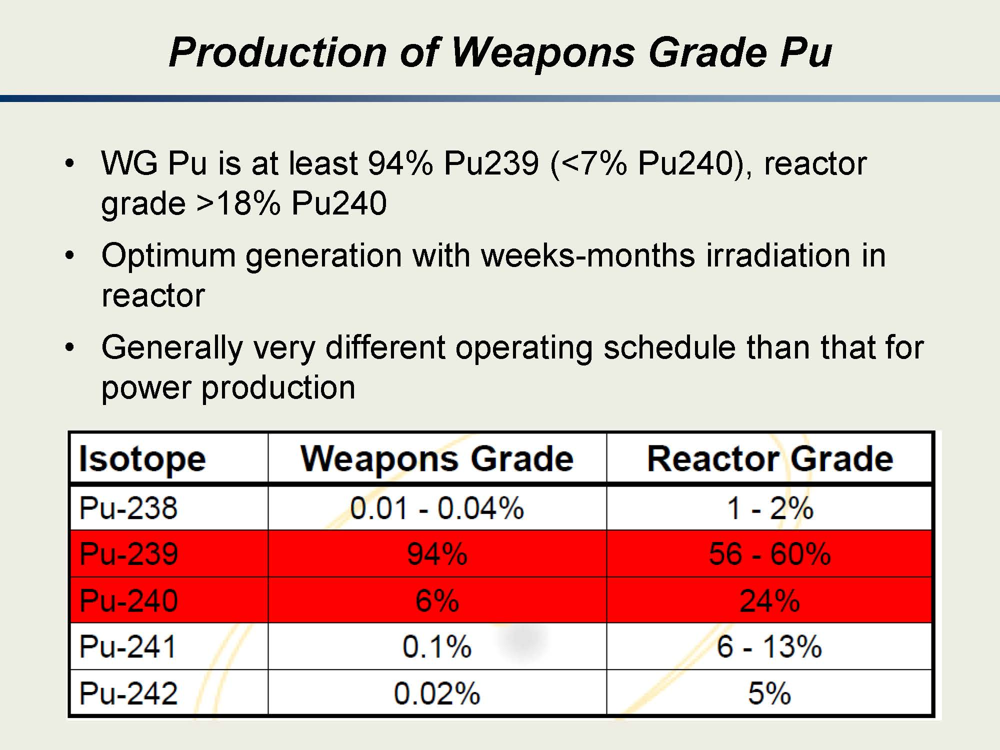 Production of Weapons Grade Pu
• WG Pu is at least 94% Pu239 (<7% Pu240), reactor
grade >18% Pu240
• Optimum generation with weeks-months irradiation in
reactor
• Generally very different operating schedule than that for
power production
Isotope Weapons Grade Reactor Grade
Pu-238 0.01 - 0.04% 1 - 2%
Pu-239 94% 56 - 60%
Pu-240 6% 24%
Pu-241 0.1% 6 - 13%
Pu-242 0.02% 5%